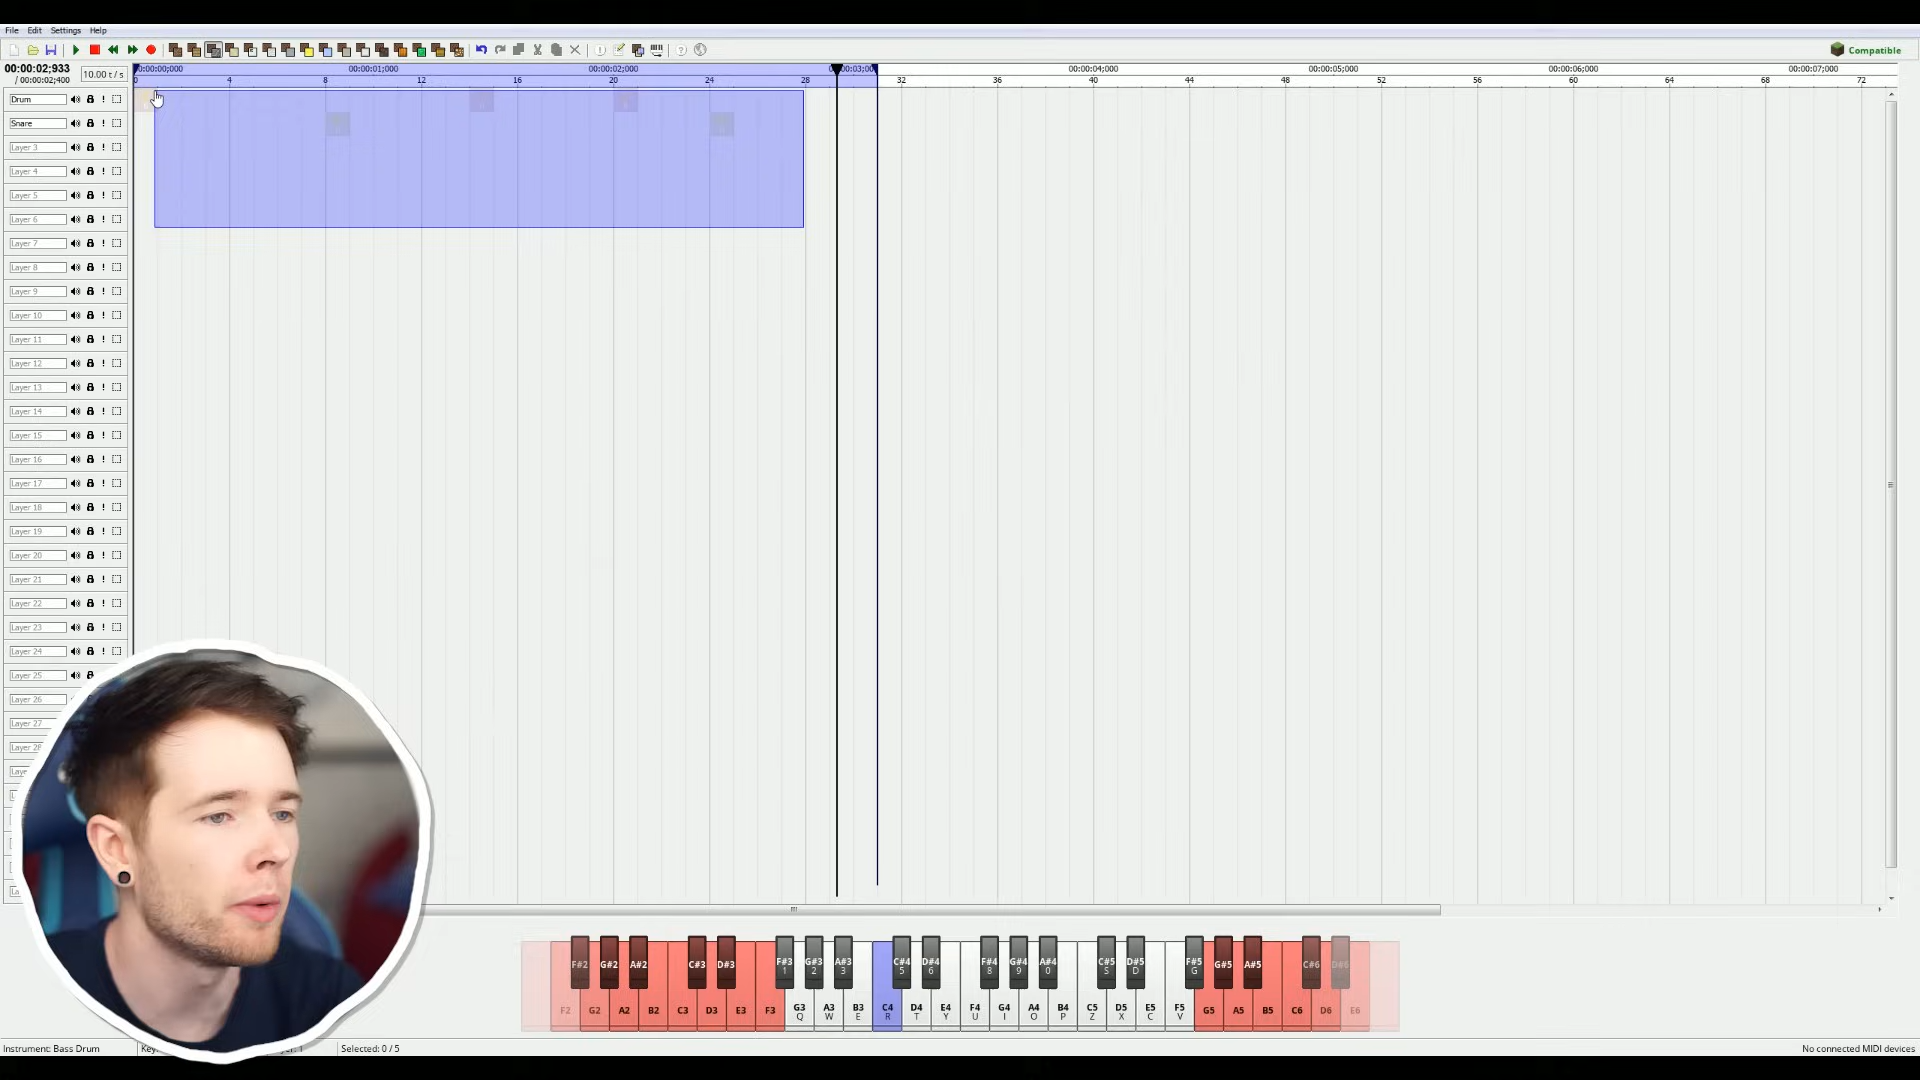 File Edit Settings Help
Compatible
00:00:02;933
/ 00:00:02;400
10.00 t / s
00:00:01;000 00:00:02;000 00:00:04;000 00:00:05;000 00:00:06;000 00:00:07;000
0 4 8 12 16 20 24 28 32 36 40 44 48 52 56 60 64 68 72
Drum
Snare
Layer 3
Layer 4
Layer 5
Layer 6
Layer 7
Layer 8
Layer 9
Layer 10
Layer 11
Layer 12
Layer 13
Layer 14
Layer 15
Layer 16
Layer 17
Layer 18
Layer 19
Layer 20
Layer 21
Layer 22
Layer 23
Layer 24
Layer 25
Layer 26
Layer 27
F#2 G#2 A#2 C#3 D#3 F#3 G#3 A#3 C#4 D#4 F#4 G#4 A#4 C#5 D#5 F#5 G#5 A#5 C#6 D#6
1 2 3 5 6 8 9 0 S D G
F2 G2 A2 B2 C3 D3 E3 F3 G3 A3 B3 C4 D4 E4 F4 G4 A4 B4 C5 D5 E5 F5 G5 A5 B5 C6 D6 E6
Q W E R T Y U I O P Z X C V
Instrument: Bass Drum
Selected: 0 / 5
No connected MIDI devices